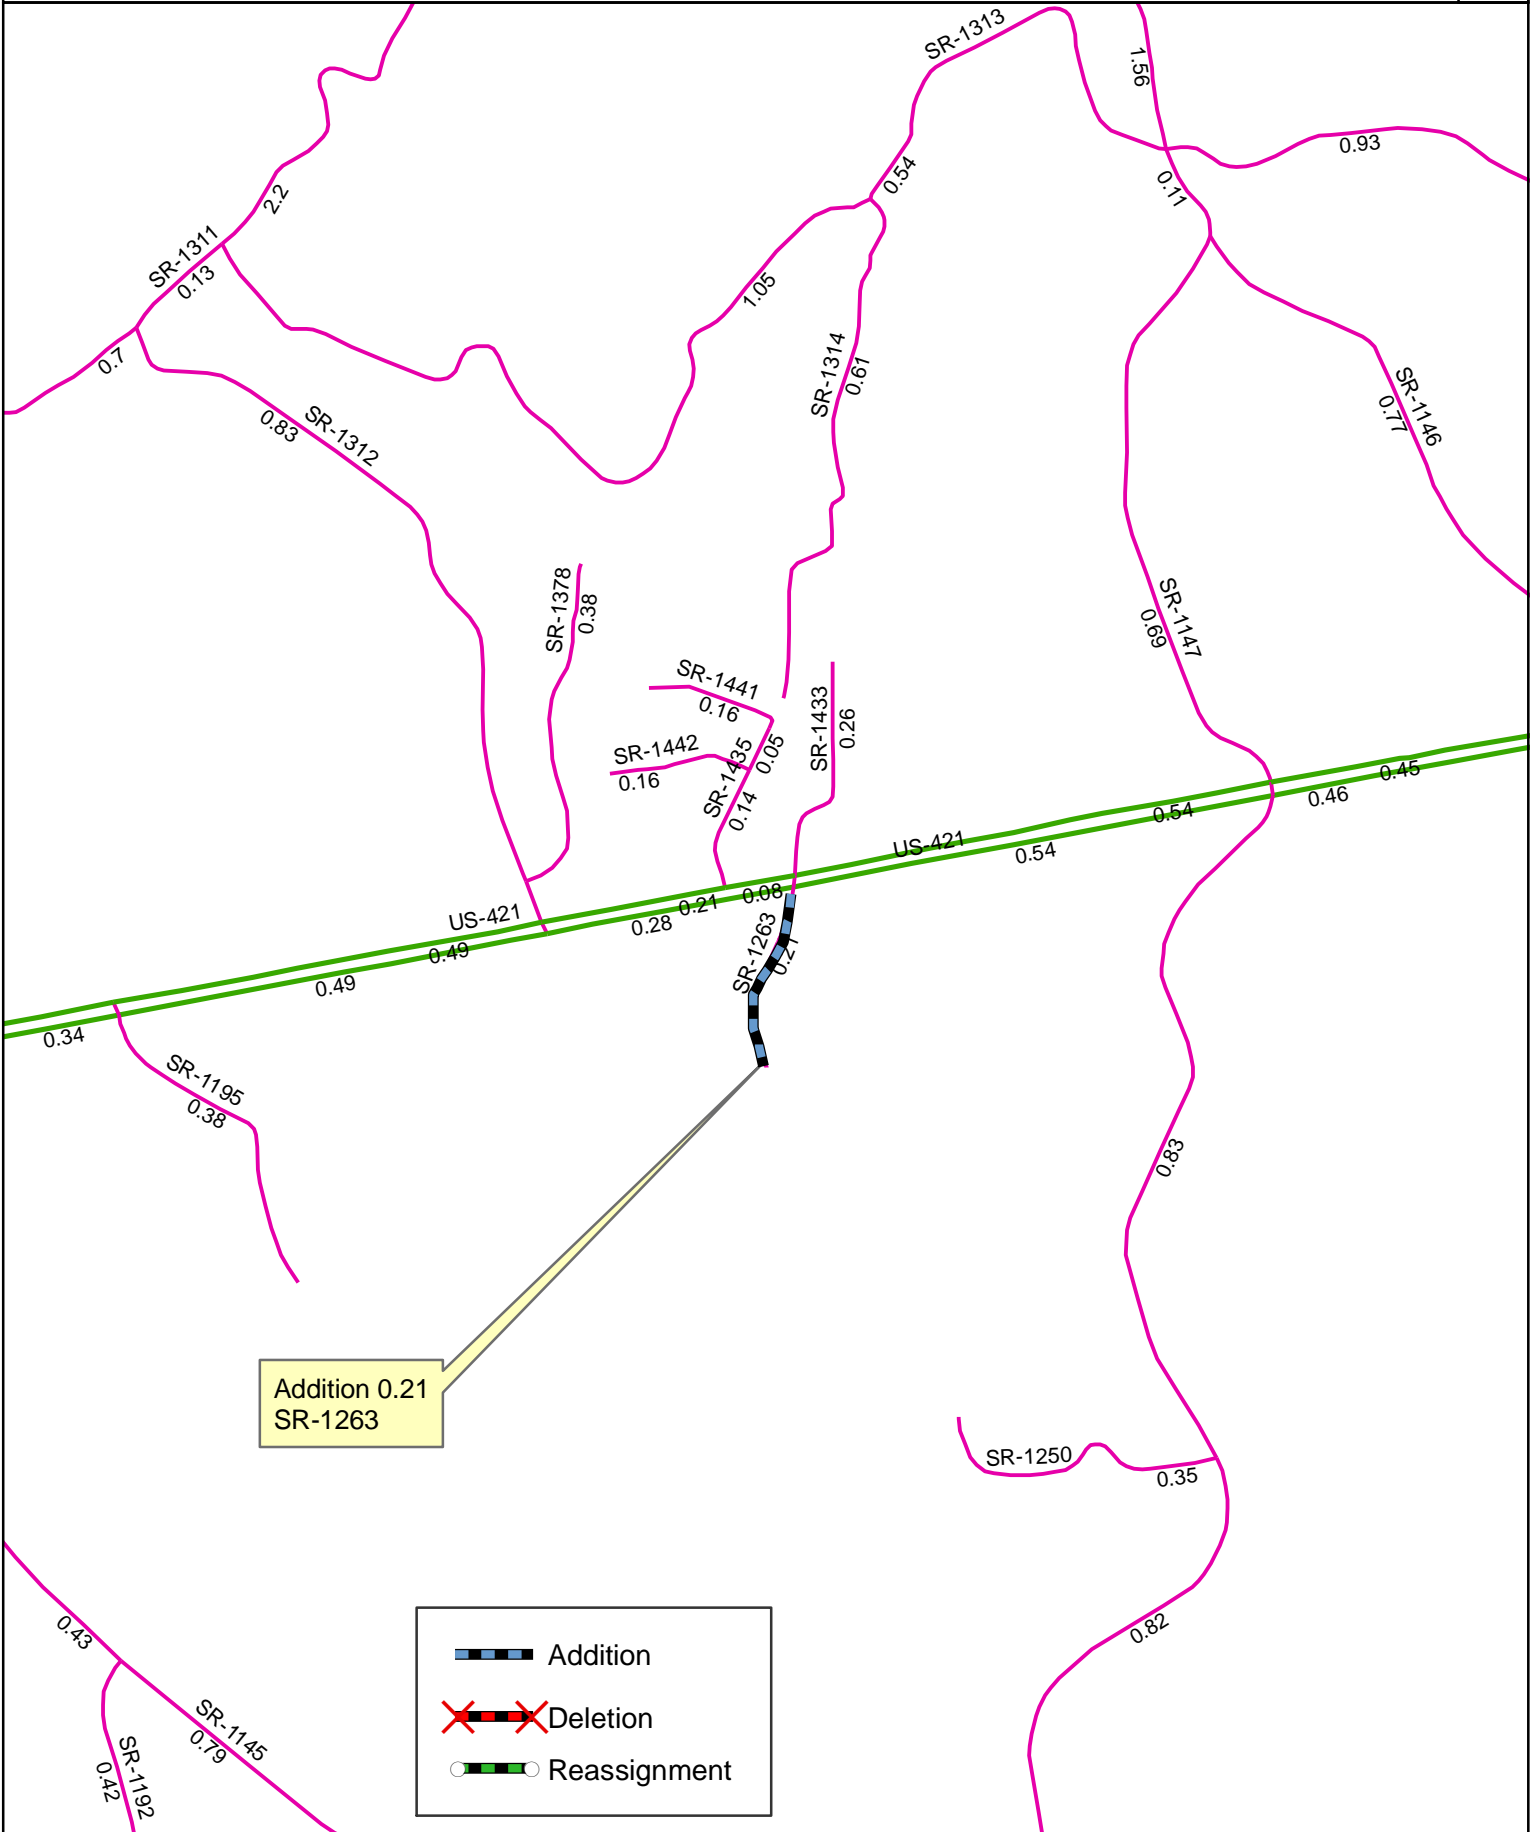 SR-1313
1.56
0.93
0.54
0.11
2.2
SR-1311
0.13
1.05
0.7
SR-1314
0.61
SR-1146
0.77
0.83
SR-1312
SR-1378
0.38
SR-1147
0.69
SR-1441
0.16
SR-1433
0.26
SR-1442
0.16
SR-1435
0.05
0.14
0.45
0.46
0.54
US-421
0.54
0.08
0.21
US-421
0.28
0.49
0.49
SR-1263
0.21
0.34
SR-1195
0.38
0.83
Addition 0.21
SR-1263
SR-1250
0.35
0.43
0.82
SR-1145
0.79
SR-1192
0.42
Addition
Deletion
Reassignment